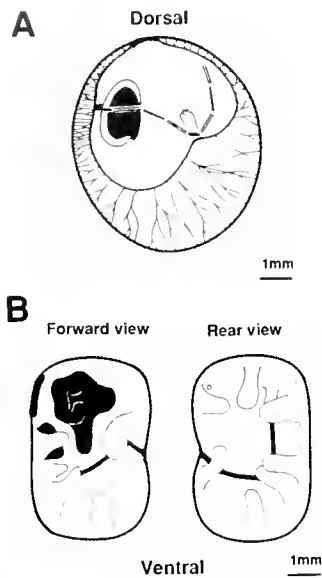 A
Dorsal
1mm
B
Forward view
Rear view
Ventral
1mm